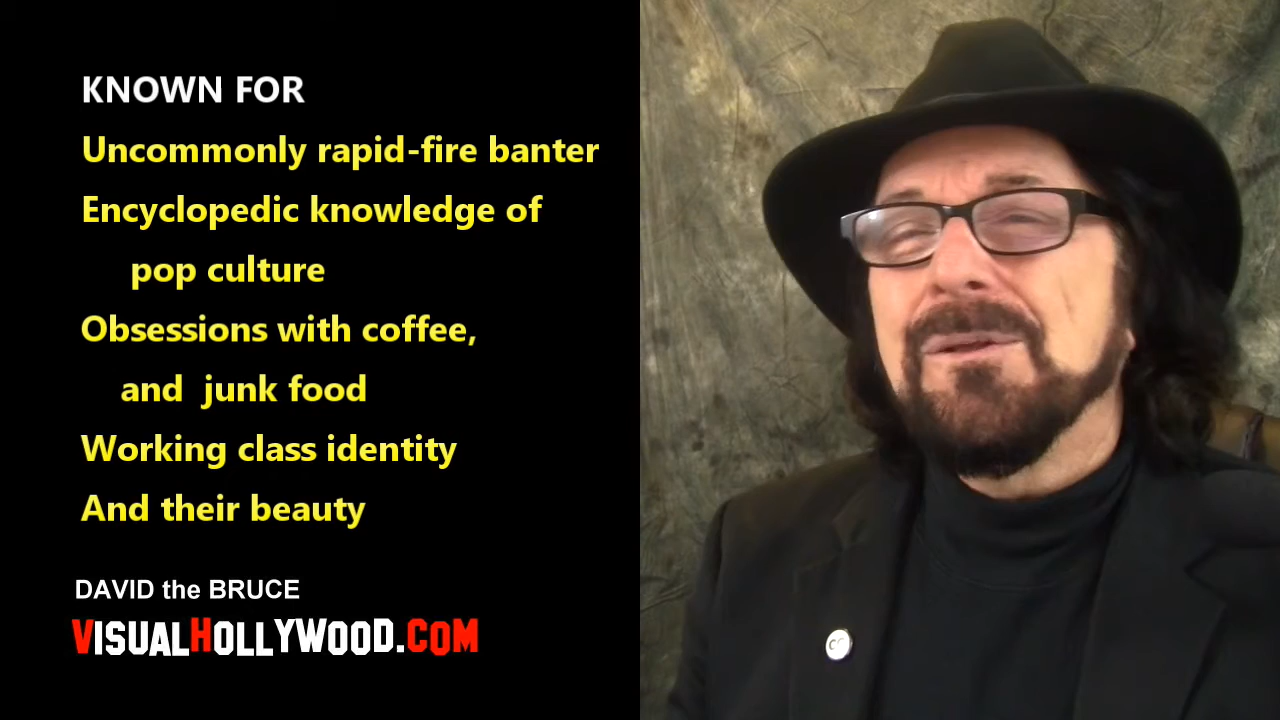 KNOWN FOR
Uncommonly rapid-fire banter
Encyclopedic knowledge of
pop culture
Obsessions with coffee,
and junk food
Working class identity
And their beauty
DAVID the BRUCE
VISUALHOLLYWOOD.COM